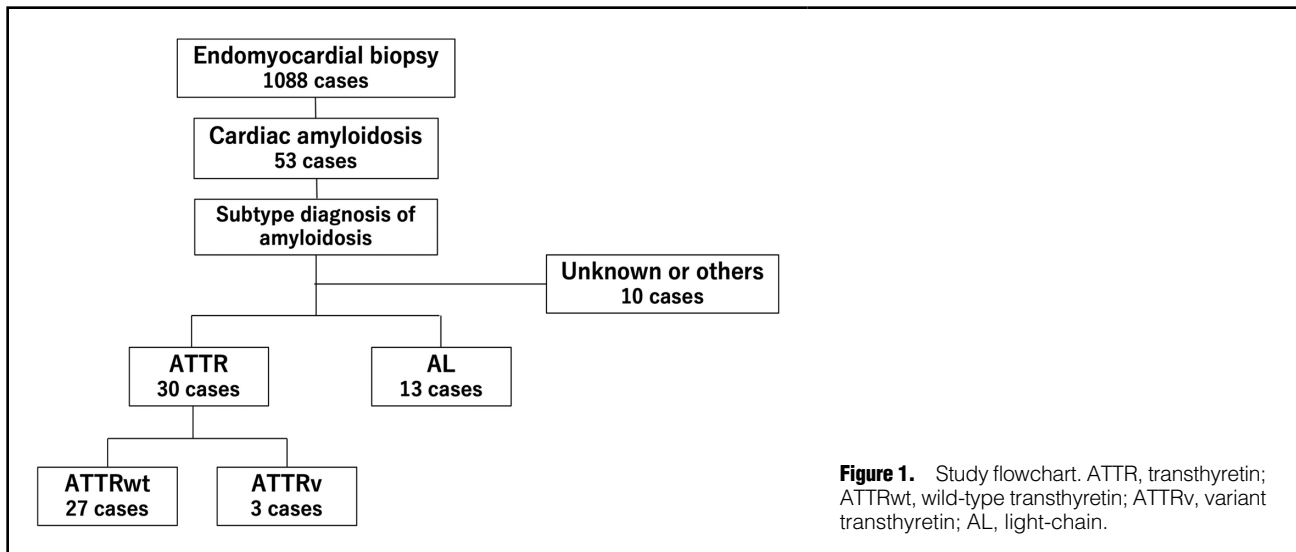 Endomyocardial biopsy
1088 cases
Cardiac amyloidosis
53 cases
Subtype diagnosis of
amyloidosis
Unknown or others
10 cases
ATTR
30 cases
AL
13 cases
ATTRwt
27 cases
ATTRv
3 cases
Figure 1. Study flowchart. ATTR, transthyretin;
ATTRwt, wild-type transthyretin; ATTRv, variant
transthyretin; AL, light-chain.